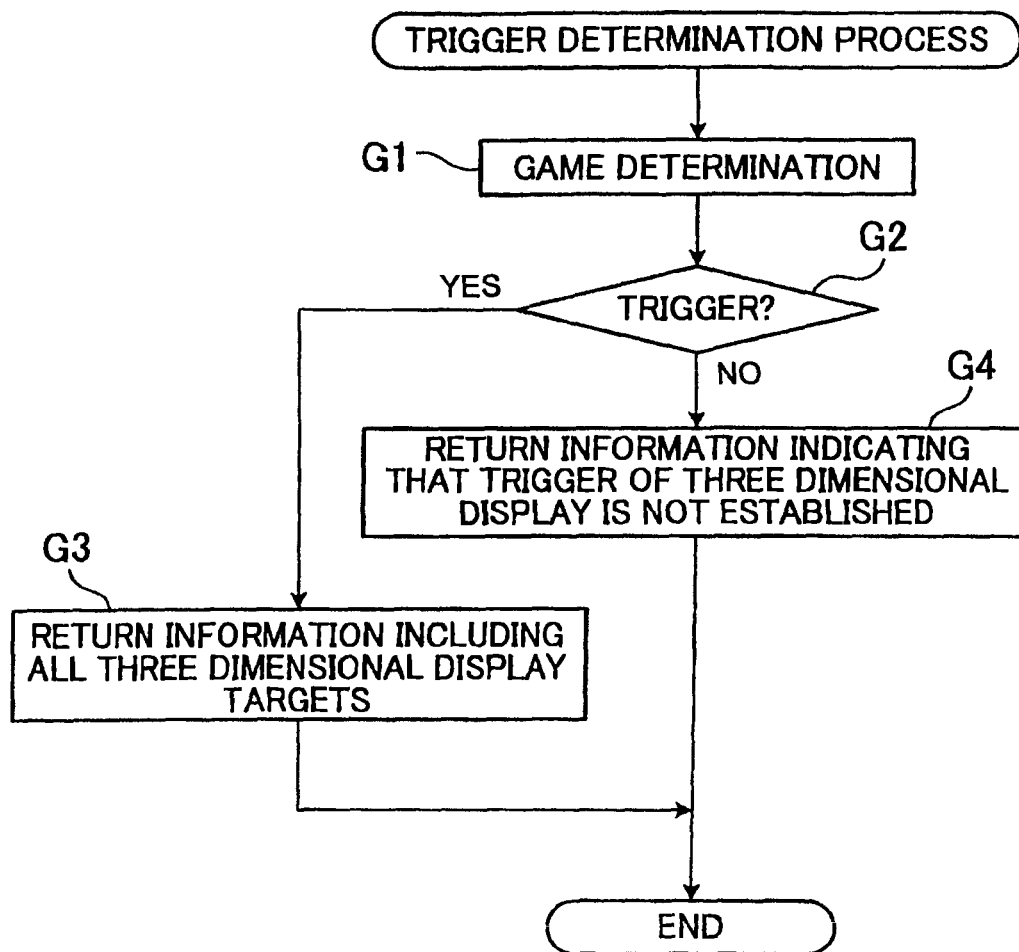 TRIGGER DETERMINATION PROCESS
G1
GAME DETERMINATION
G2
YES
TRIGGER?
NO
G4
RETURN INFORMATION INDICATING
THAT TRIGGER OF THREE DIMENSIONAL
DISPLAY IS NOT ESTABLISHED
G3
RETURN INFORMATION INCLUDING
ALL THREE DIMENSIONAL DISPLAY
TARGETS
END